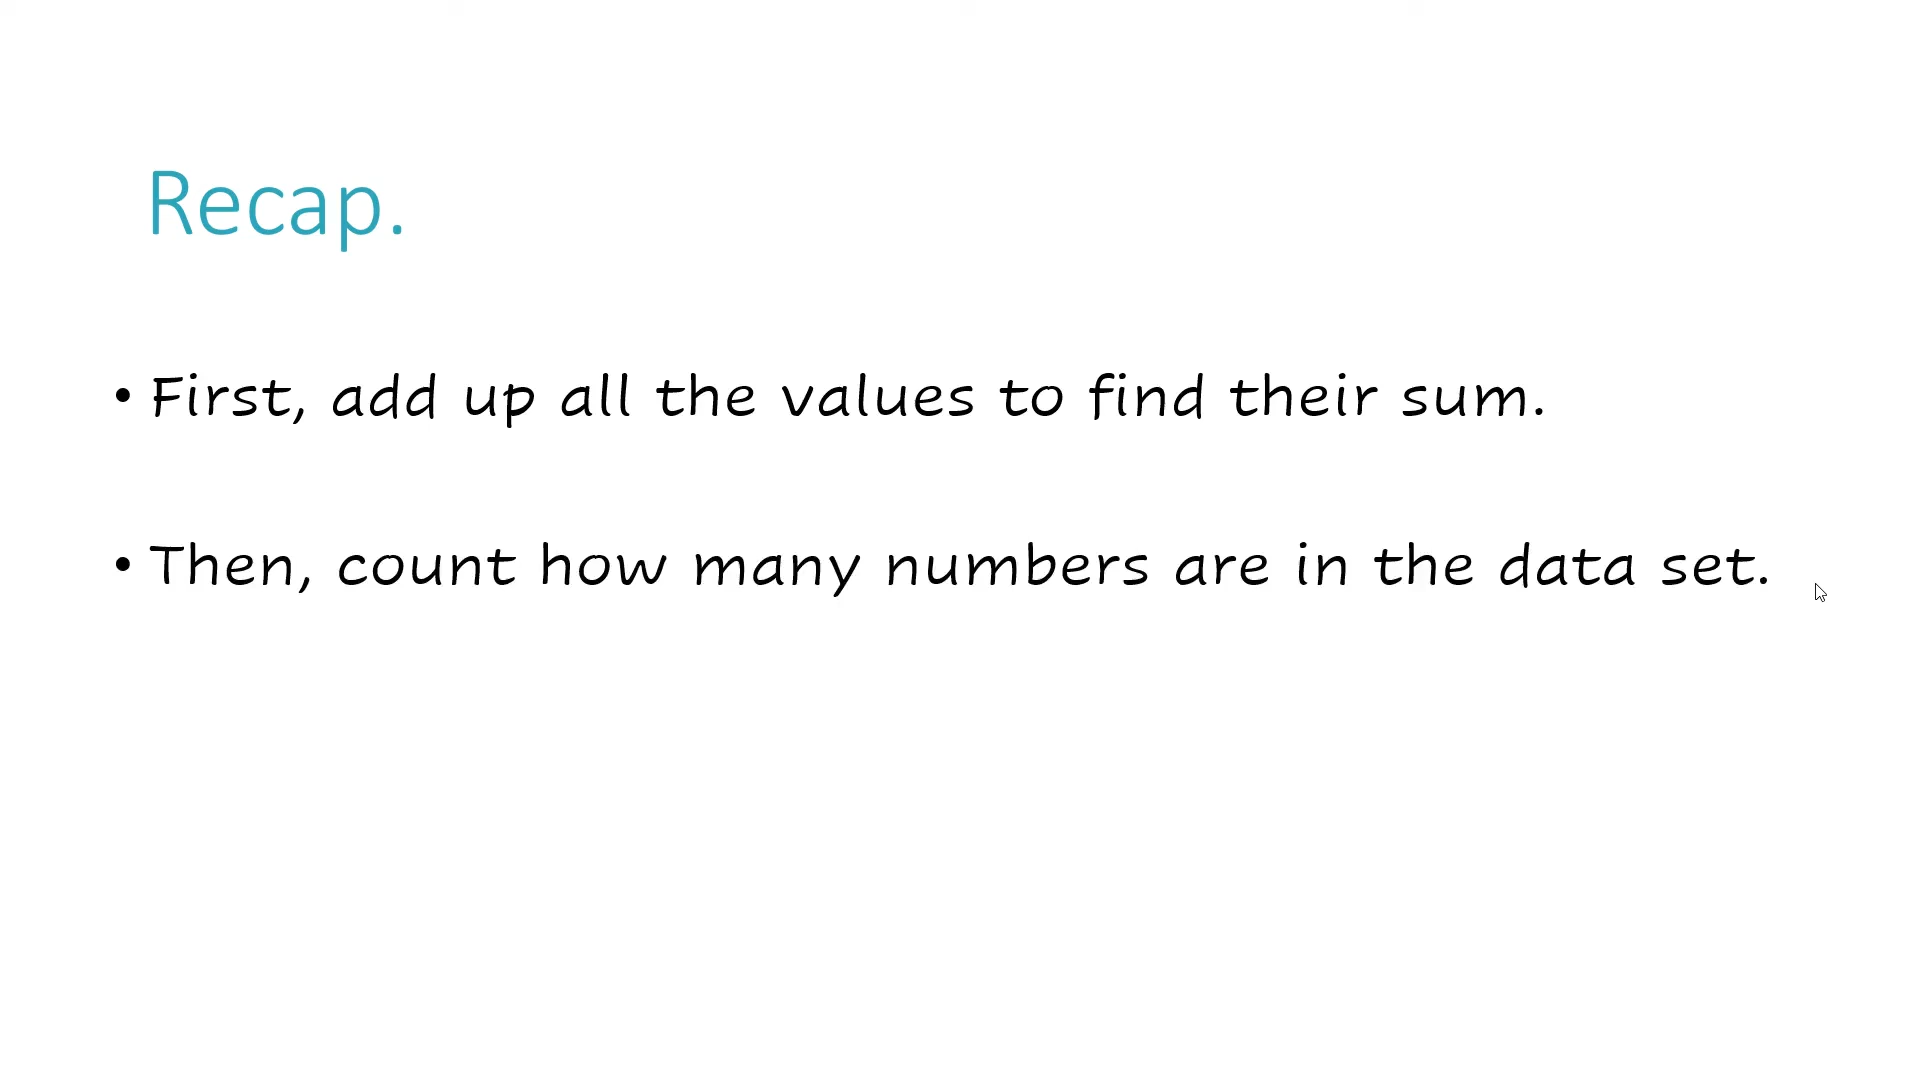 Recap.
• First, add up all the values to find their sum.
• Then, count how many numbers are in the data set.